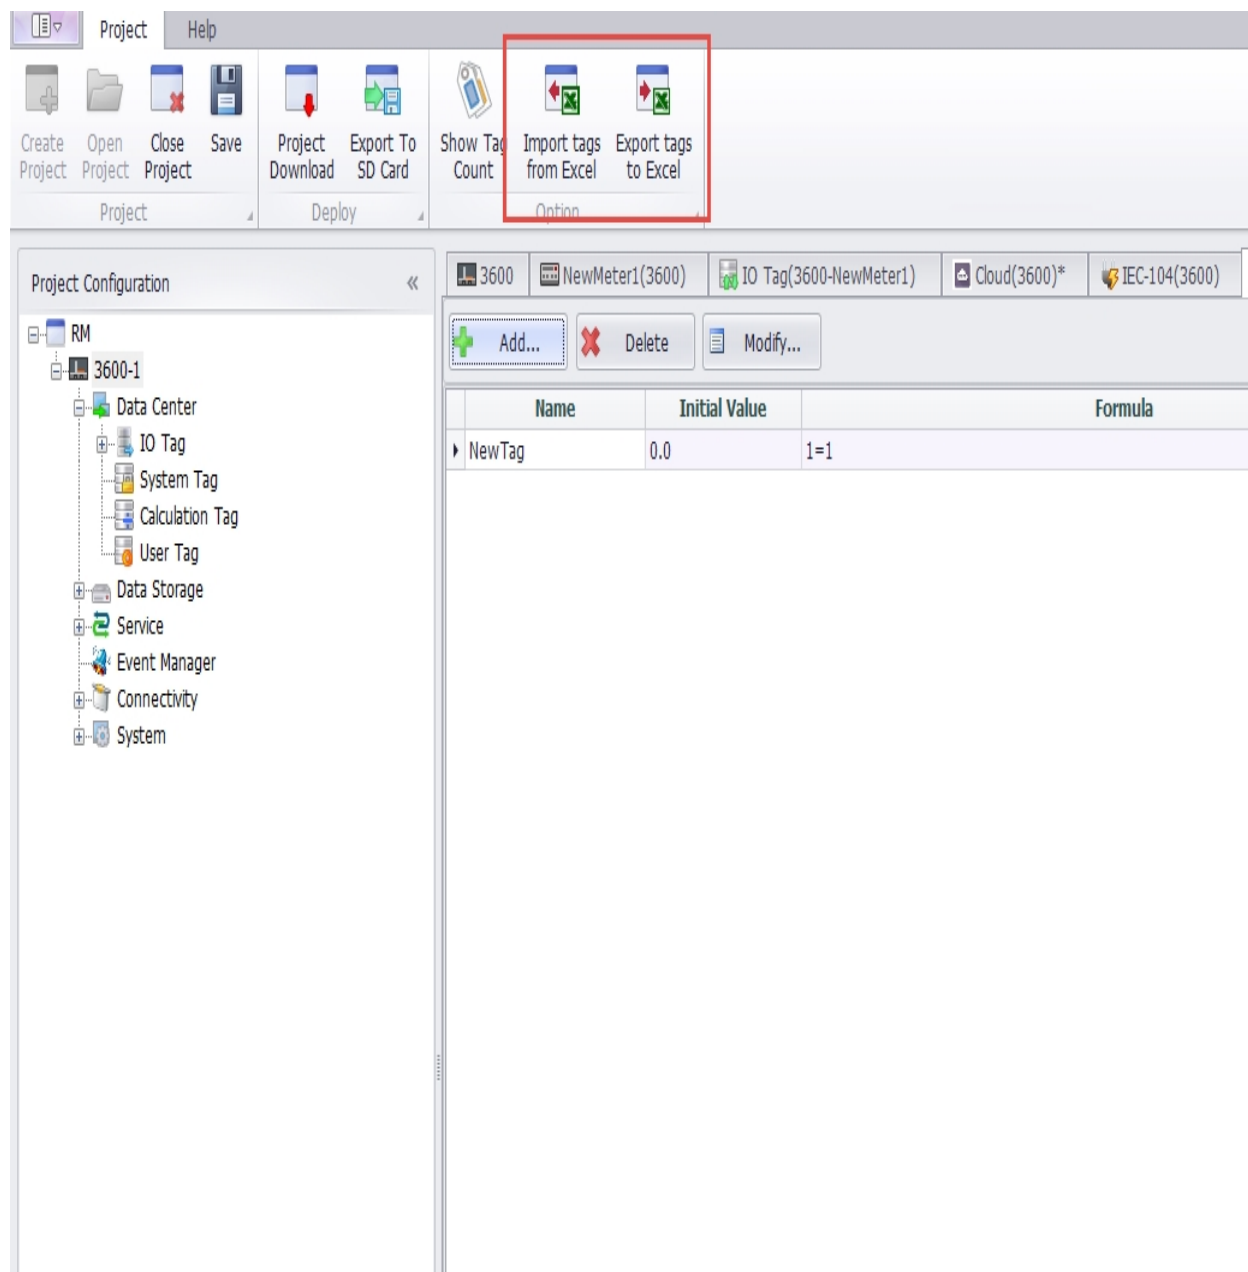 Project Help
Create Project
Open Project
Close Project
Save
Project Download
Export To SD Card
Show Tag Count
Import tags from Excel
Export tags to Excel
Project Deploy Option
Project Configuration
3600 NewMeter1(3600) IO Tag(3600-NewMeter1) Cloud(3600)* IEC-104(3600)
Add... Delete Modify...
Name Initial Value Formula
NewTag 0.0 1=1
RM
3600-1
Data Center
IO Tag
System Tag
Calculation Tag
User Tag
Data Storage
Service
Event Manager
Connectivity
System